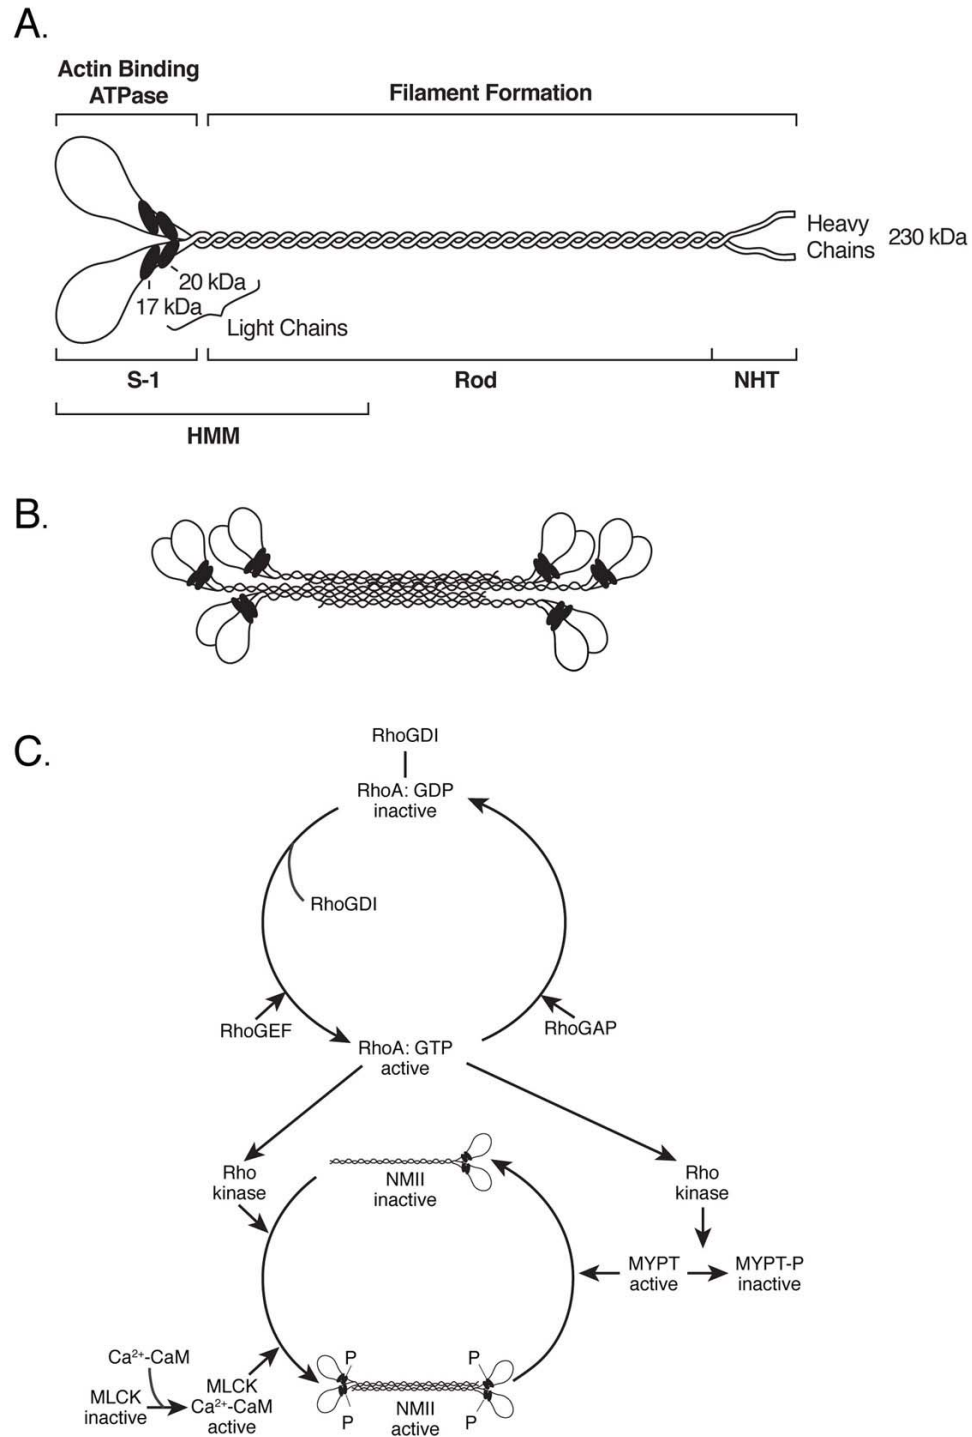 A.
Actin Binding
ATPase
Filament Formation
Heavy
Chains
230 kDa
20 kDa
17 kDa
Light Chains
S-1
Rod
NHT
HMM
B.
C.
RhoGDI
RhoA: GDP
inactive
RhoGDI
RhoGEF
RhoGAP
RhoA: GTP
active
Rho
kinase
NMII
inactive
Rho
kinase
MYPT
active
MYPT-P
inactive
Ca²⁺-CaM
MLCK
inactive
MLCK
Ca²⁺-CaM
active
P
P
P
P
NMII
active